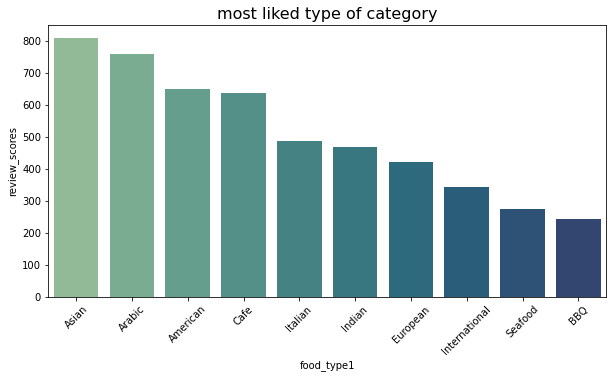 most liked type of category
review_scores
800
700
600
500
400
300
200
100
0
Asian
Arabic
American
Cafe
Italian
Indian
European
International
Seafood
BBQ
food_type1